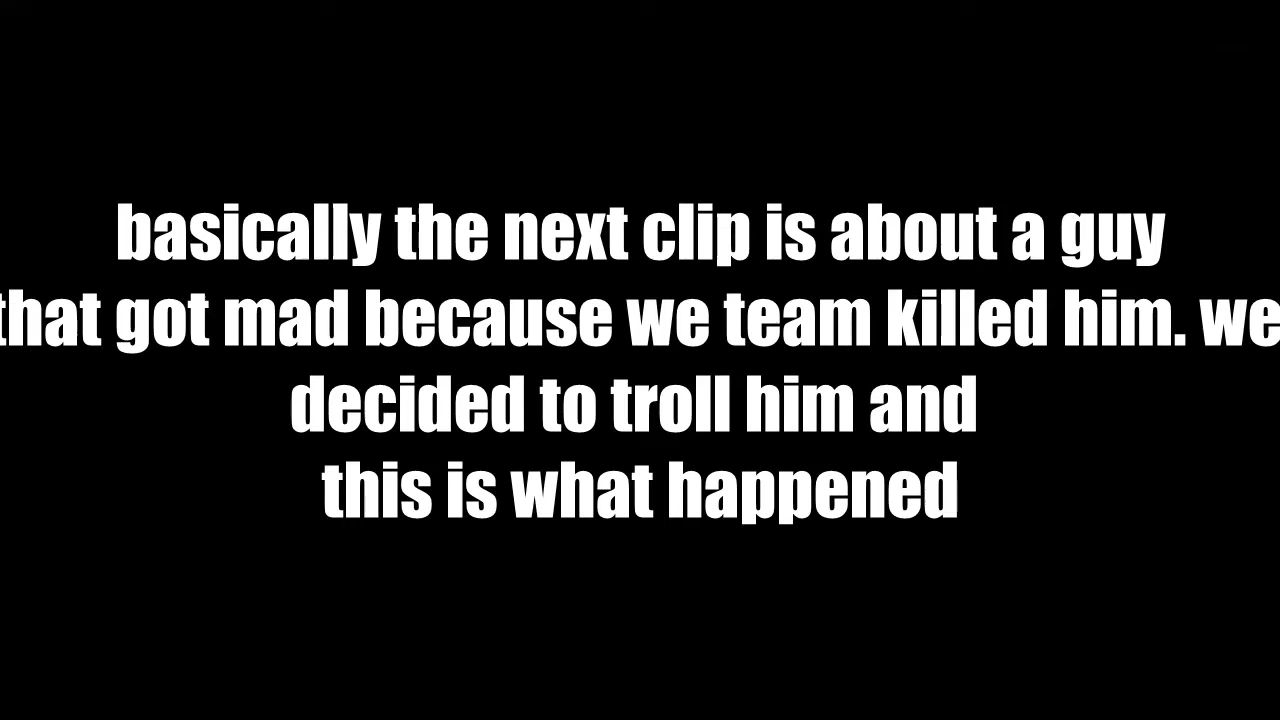 basically the next clip is about a guy
that got mad because we team killed him. we
decided to troll him and
this is what happened